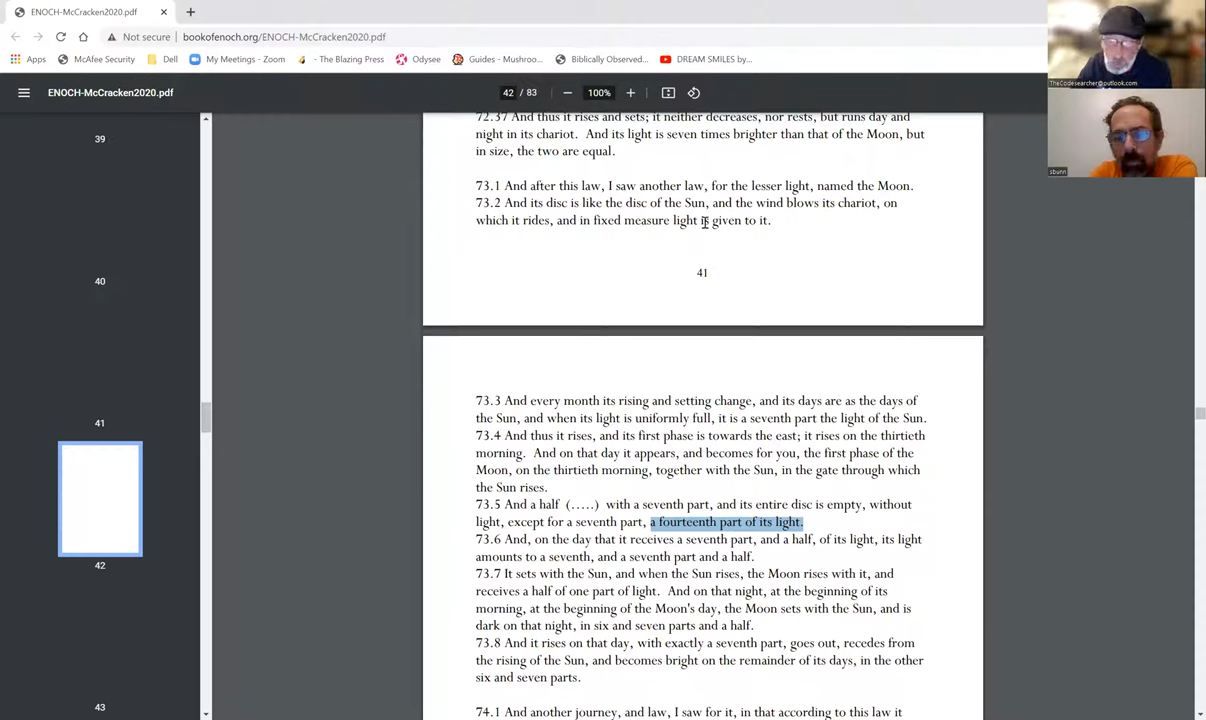 ENOCH-McCracken2020.pdf
Not secure bookofenoch.org/ENOCH-McCracken2020.pdf
Apps McAfee Security Dell My Meetings - Zoom - The Blazing Press Odysee Guides - Mushroo... Biblically Observed... DREAM SMILES by...
ENOCH-McCracken2020.pdf 42 / 83 100%
TheCodesearcher@outlook.com
sbunn
39
40
41
42
43
72.37 And thus it rises and sets; it neither decreases, nor rests, but runs day and
night in its chariot. And its light is seven times brighter than that of the Moon, but
in size, the two are equal.
73.1 And after this law, I saw another law, for the lesser light, named the Moon.
73.2 And its disc is like the disc of the Sun, and the wind blows its chariot, on
which it rides, and in fixed measure light is given to it.
41
73.3 And every month its rising and setting change, and its days are as the days of
the Sun, and when its light is uniformly full, it is a seventh part the light of the Sun.
73.4 And thus it rises, and its first phase is towards the east; it rises on the thirtieth
morning. And on that day it appears, and becomes for you, the first phase of the
Moon, on the thirtieth morning, together with the Sun, in the gate through which
the Sun rises.
73.5 And a half (.....) with a seventh part, and its entire disc is empty, without
light, except for a seventh part, a fourteenth part of its light.
73.6 And, on the day that it receives a seventh part, and a half, of its light, its light
amounts to a seventh, and a seventh part and a half.
73.7 It sets with the Sun, and when the Sun rises, the Moon rises with it, and
receives a half of one part of light. And on that night, at the beginning of its
morning, at the beginning of the Moon's day, the Moon sets with the Sun, and is
dark on that night, in six and seven parts and a half.
73.8 And it rises on that day, with exactly a seventh part, goes out, recedes from
the rising of the Sun, and becomes bright on the remainder of its days, in the other
six and seven parts.
74.1 And another journey, and law, I saw for it, in that according to this law it